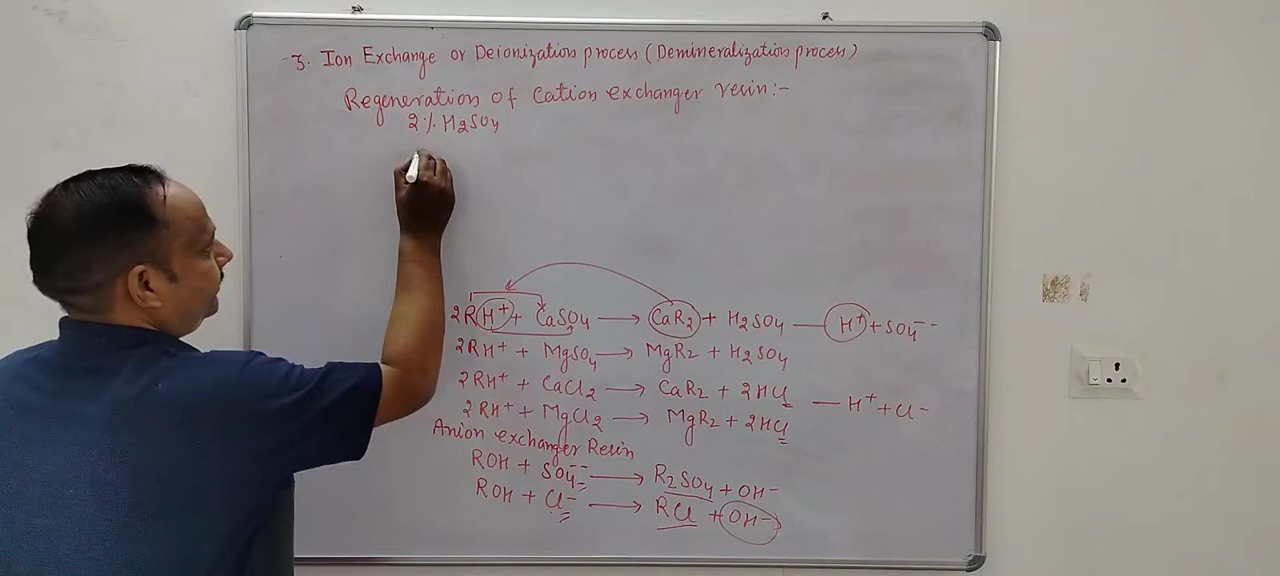 3. Ion Exchange or Deionization process (Demineralization process)
Regeneration of Cation exchanger resin:-
2% H2SO4
2RH+ + CaSO4 → CaR2 + H2SO4 — H+ + SO4--
2RH+ + MgSO4 → MgR2 + H2SO4
2RH+ + CaCl2 → CaR2 + 2HCl — H+ + Cl-
2RH+ + MgCl2 → MgR2 + 2HCl
Anion exchanger Resin
ROH + SO4-- → R2SO4 + OH-
ROH + Cl- → RCl + OH-